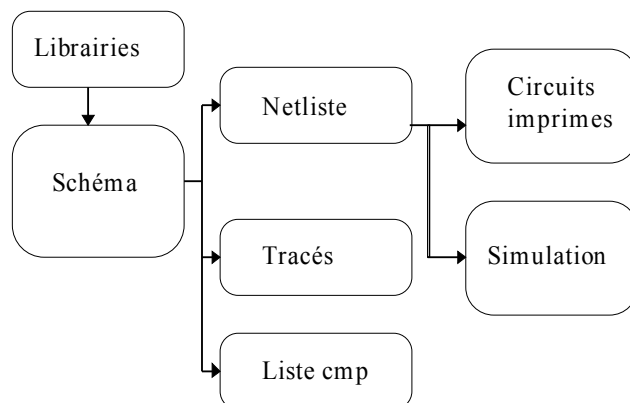 Librairies
Schéma
Netliste
Tracés
Liste cmp
Circuits
imprimes
Simulation